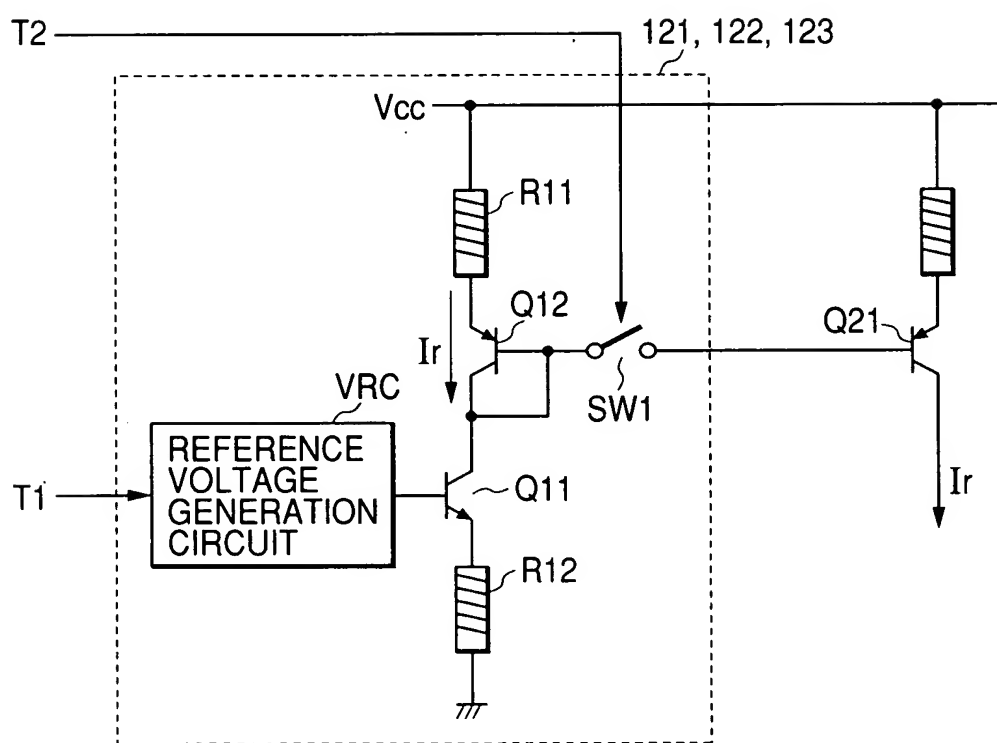 T2
121, 122, 123
Vcc
R11
Q12
Q21
Ir
SW1
VRC
REFERENCE
VOLTAGE
GENERATION
CIRCUIT
T1
Q11
Ir
R12